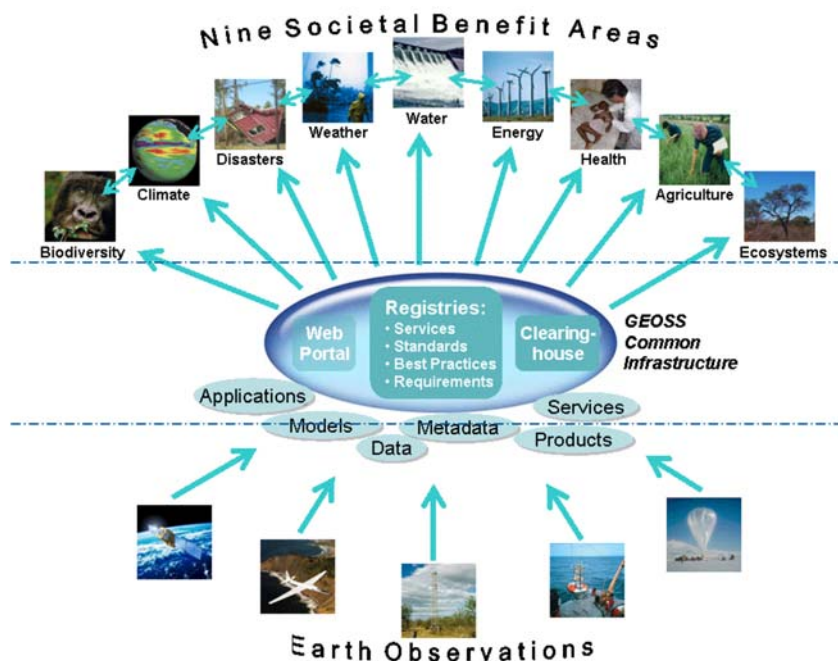 Nine Societal Benefit Areas
Water
Weather
Energy
Disasters
Health
Climate
Agriculture
Biodiversity
Ecosystems
Registries:
• Services
• Standards
• Best Practices
• Requirements
Web
Portal
Clearing-
house
GEOSS
Common
Infrastructure
Applications
Services
Models
Metadata
Data
Products
Earth Observations